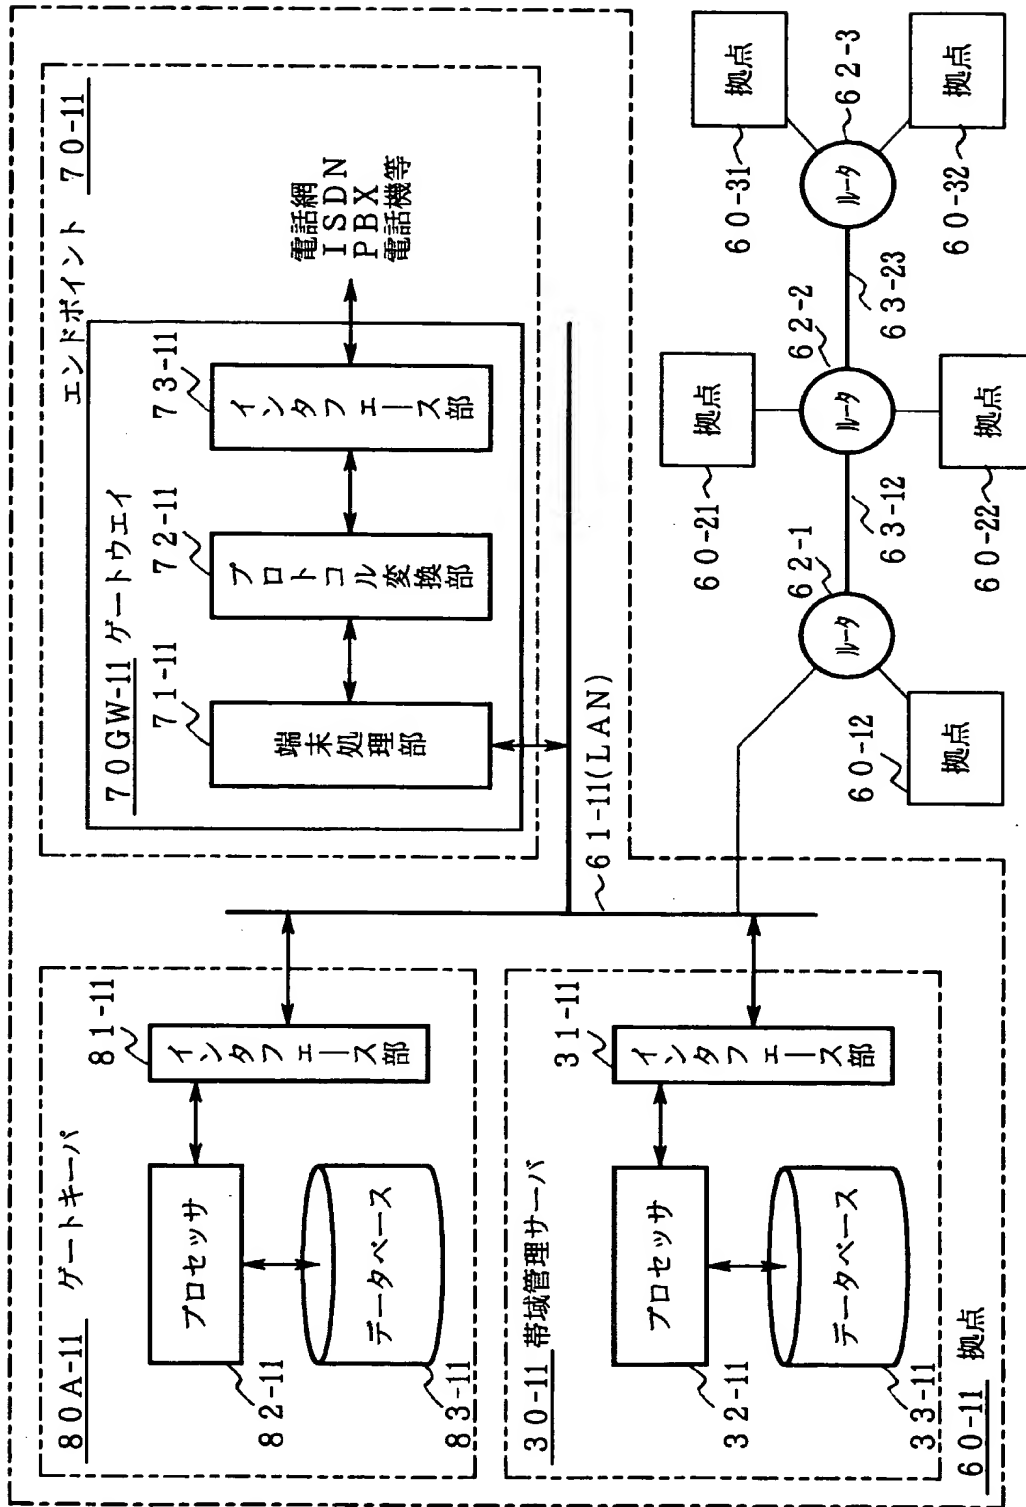 80A-11 ゲートキーパ
プロセッサ
82-11
データベース
83-11
インタフェース部
81-11
30-11 帯域管理サーバ
プロセッサ
32-11
データベース
33-11
インタフェース部
31-11
60-11 拠点
61-11(LAN)
エンドポイント 70-11
70GW-11 ゲートウエイ
端末処理部
71-11
プロトコル変換部
72-11
インタフェース部
73-11
電話網
ISDN
PBX
電話機等
拠点
60-12
ルータ
62-1
63-12
拠点
60-21
ルータ
62-2
拠点
60-22
63-23
拠点
60-31
ルータ
62-3
拠点
60-32